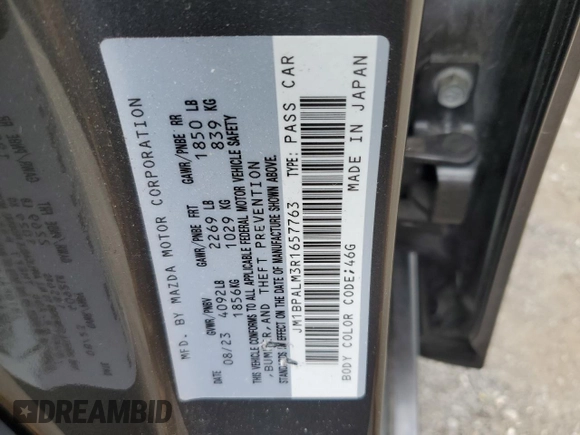 MFD. BY MAZDA MOTOR CORPORATION
GVWR/PNBV GAWR/PNBE FRT GAWR/PNBE RR
08/23 4092LB 2269 LB 1850 LB
1856KG 1029 KG 839 KG
THIS VEHICLE CONFORMS TO ALL APPLICABLE FEDERAL MOTOR VEHICLE SAFETY
IN EFFECT ON THE DATE OF MANUFACTURE SHOWN ABOVE.
AND THEFT PREVENTION
JM1BPALM3R1657763 TYPE: PASS CAR
BODY COLOR CODE;46G MADE IN JAPAN
DREAMBID